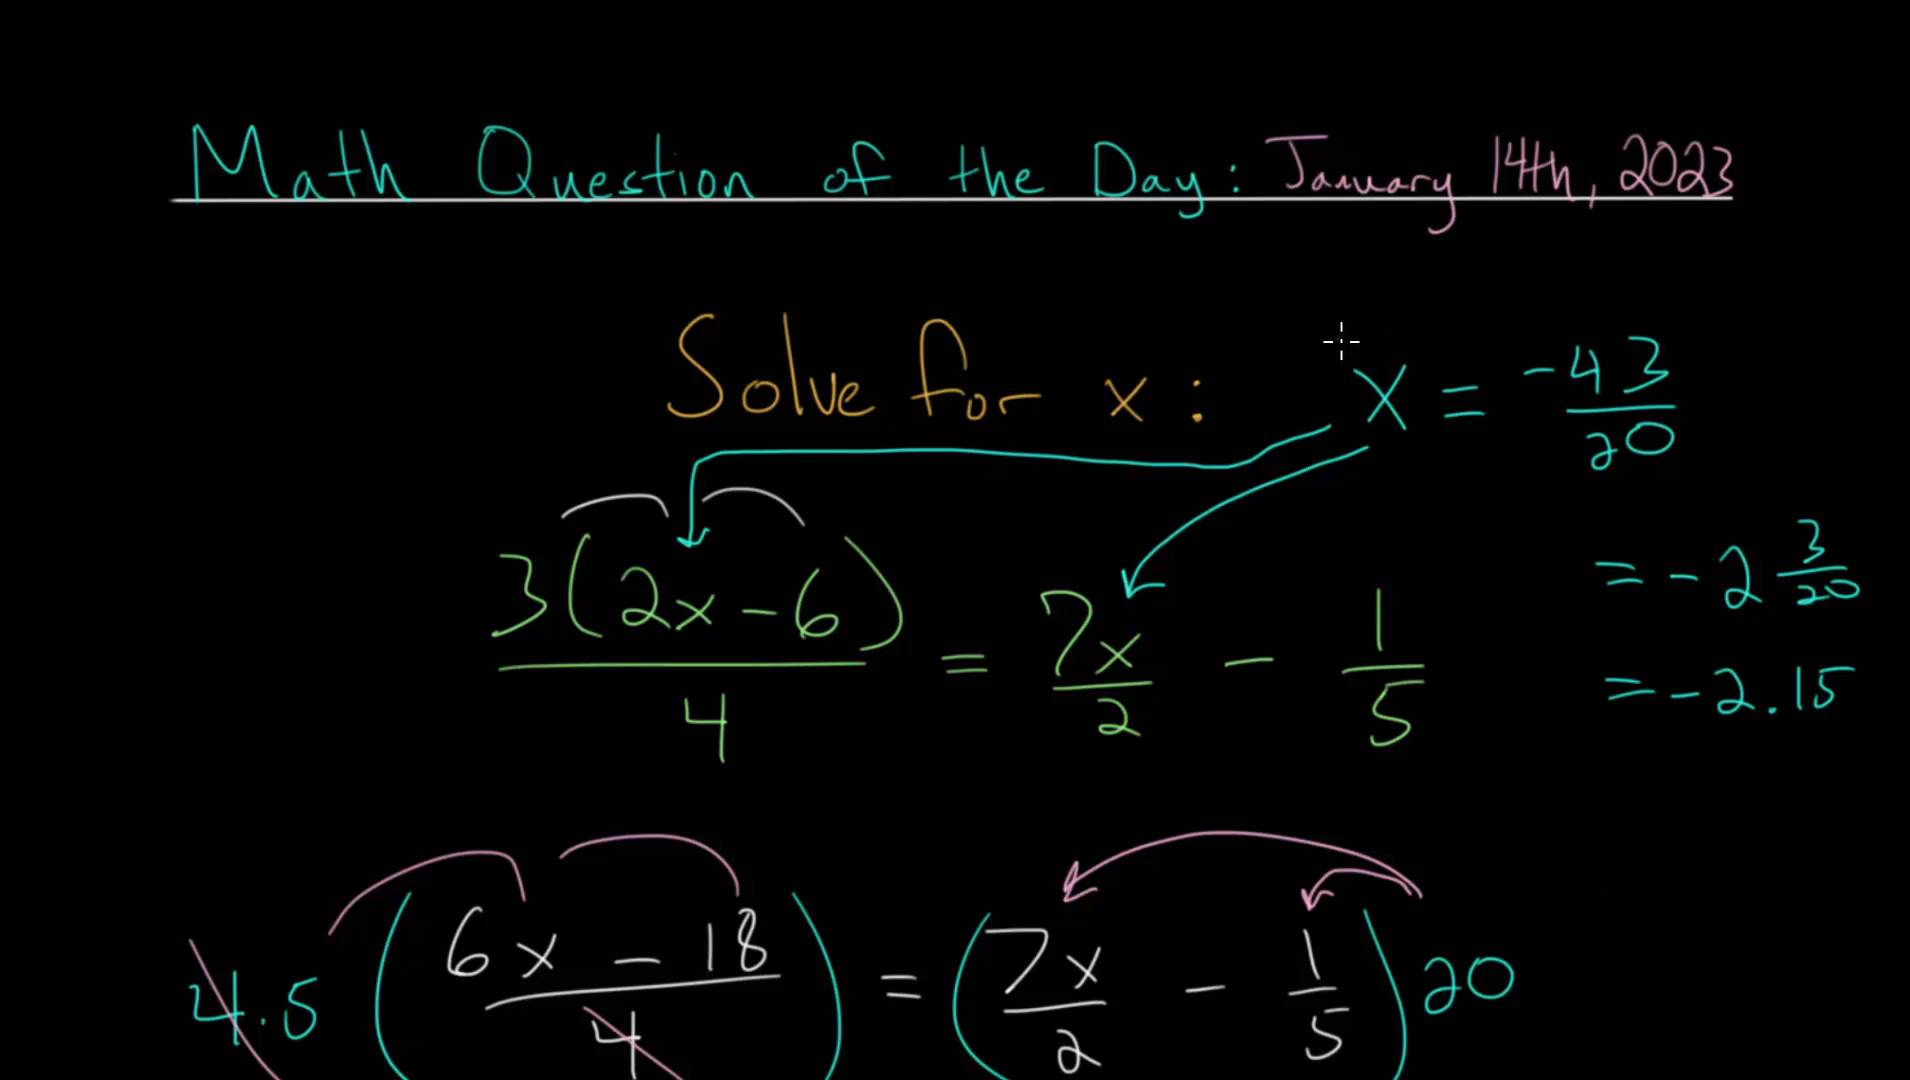 Math Question of the Day: January 14th, 2023
Solve for x: x = -43/20
3(2x - 6)/4 = 7x/2 - 1/5
= -2 3/20
= -2.15
4.5 (6x - 18/4) = (7x/2 - 1/5) 20